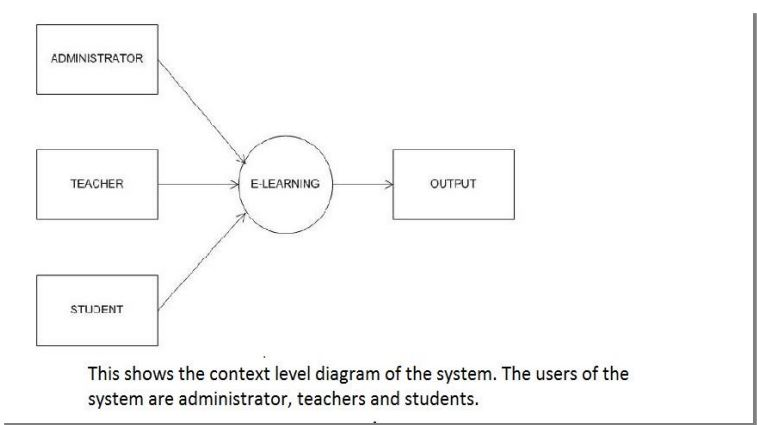 ADMINISTRATOR
TEACHER
E-LEARNING
OUTPUT
STUDENT
This shows the context level diagram of the system. The users of the
system are administrator, teachers and students.